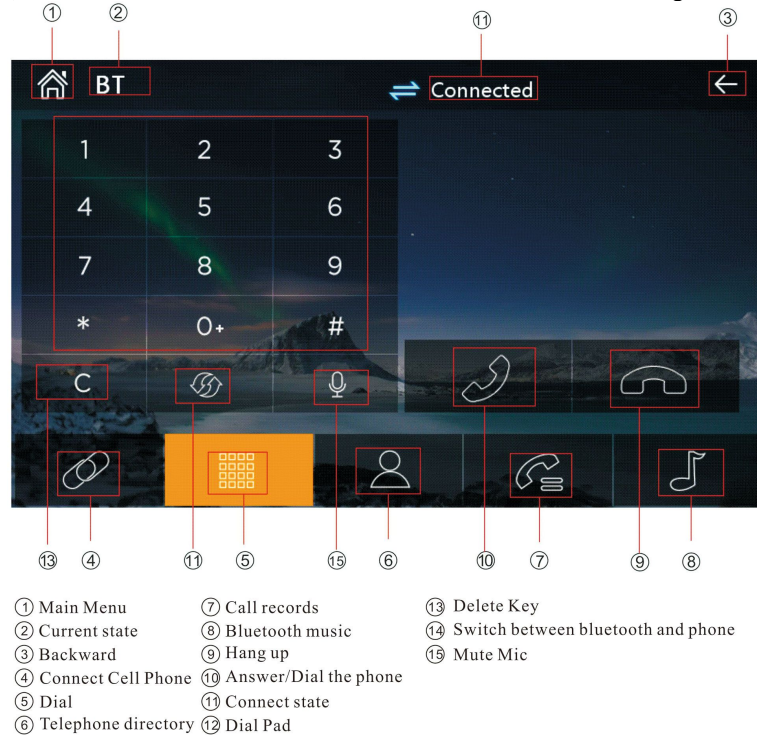 ① ② ⑪ ③
BT Connected
1 2 3
4 5 6
7 8 9
* 0+ #
C
⑬ ④ ⑪ ⑤ ⑮ ⑥ ⑩ ⑦ ⑨ ⑧
① Main Menu
② Current state
③ Backward
④ Connect Cell Phone
⑤ Dial
⑥ Telephone directory
⑦ Call records
⑧ Bluetooth music
⑨ Hang up
⑩ Answer/Dial the phone
⑪ Connect state
⑫ Dial Pad
⑬ Delete Key
⑭ Switch between bluetooth and phone
⑮ Mute Mic